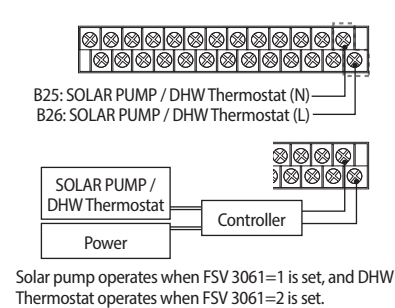 B25: SOLAR PUMP / DHW Thermostat (N)
B26: SOLAR PUMP / DHW Thermostat (L)
SOLAR PUMP /
DHW Thermostat
Controller
Power
Solar pump operates when FSV 3061=1 is set, and DHW
Thermostat operates when FSV 3061=2 is set.